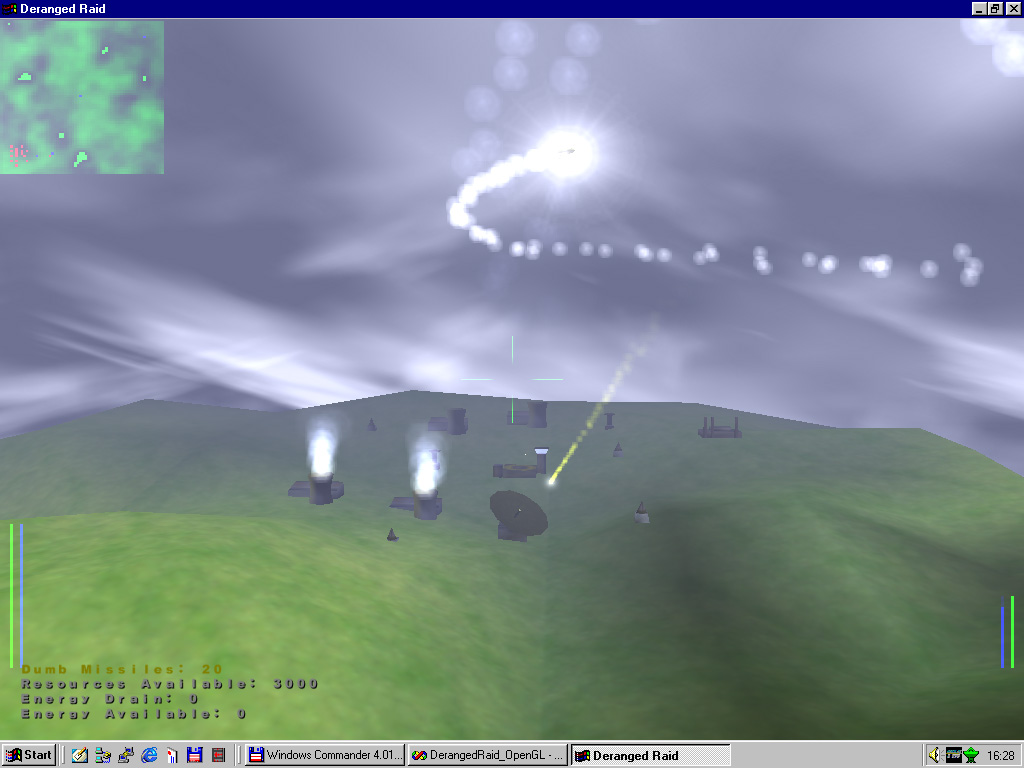 Deranged Raid
Dumb Missiles: 20
Resources Available: 3000
Energy Drain: 0
Energy Available: 0
Start
Windows Commander 4.01...
DerangedRaid_OpenGL - ...
Deranged Raid
16:28